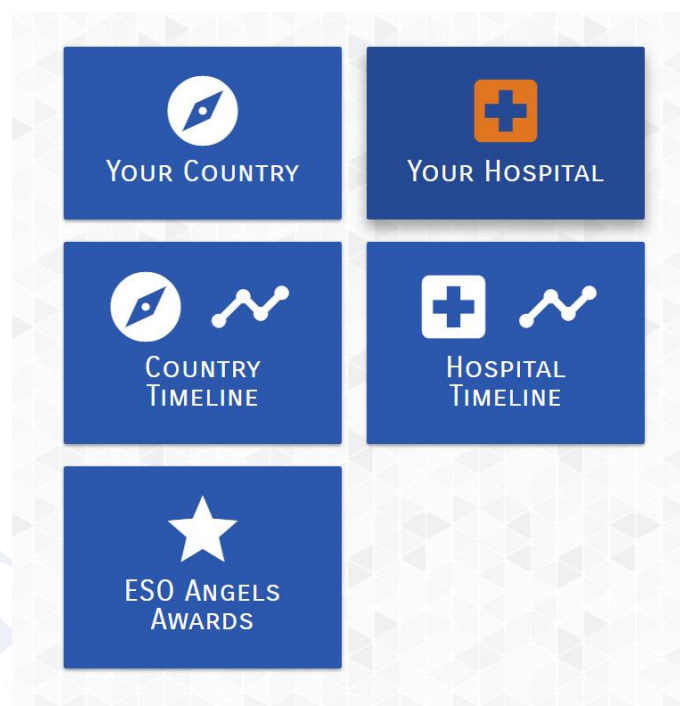 Your Country
Your Hospital
Country
Timeline
Hospital
Timeline
ESO Angels
Awards